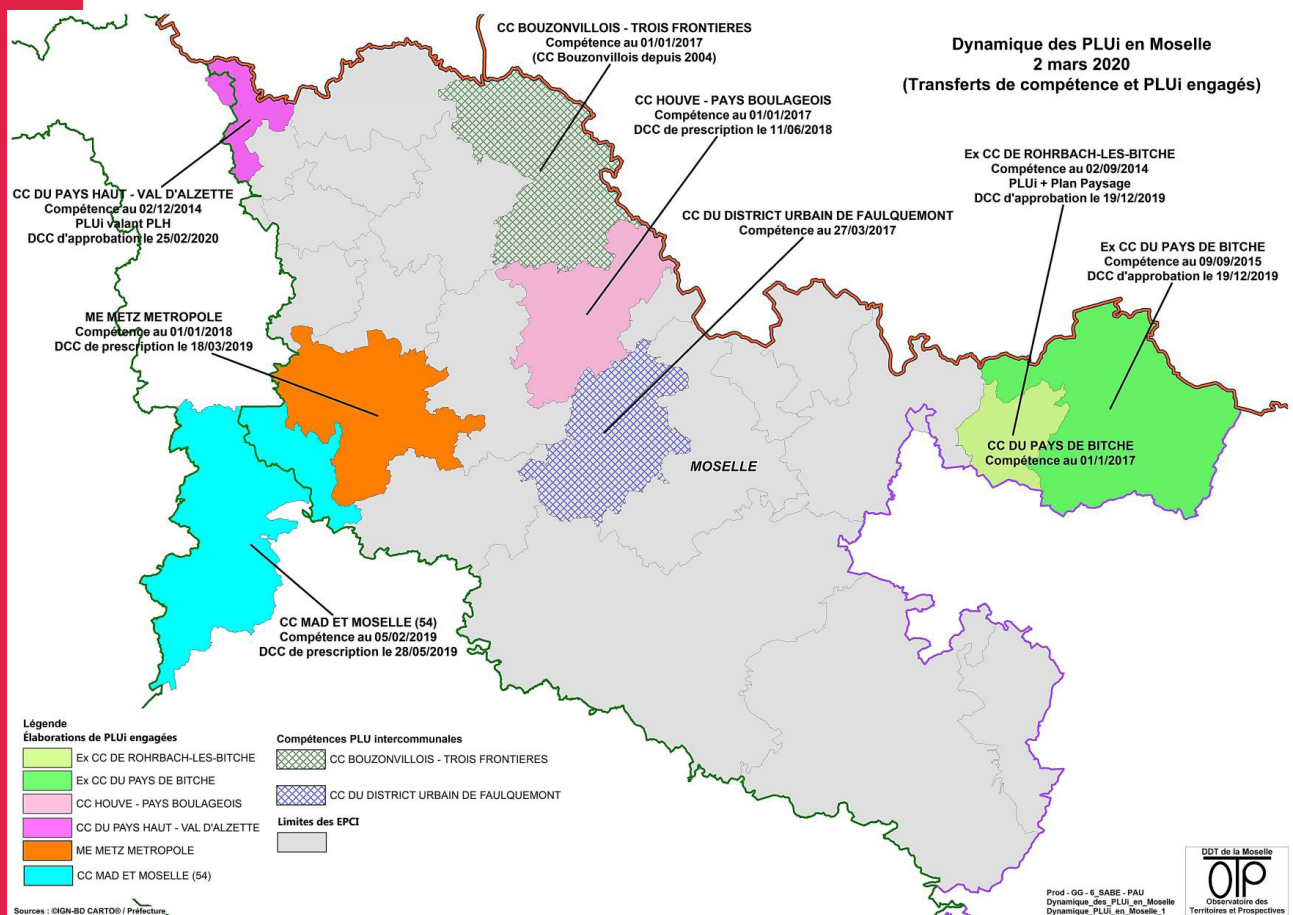 CC BOUZONVILLOIS - TROIS FRONTIERES
Compétence au 01/01/2017
(CC Bouzonvillois depuis 2004)
Dynamique des PLUi en Moselle
2 mars 2020
(Transferts de compétence et PLUi engagés)
CC HOUVE - PAYS BOULAGEOIS
Compétence au 01/01/2017
DCC de prescription le 11/06/2018
Ex CC DE ROHRBACH-LES-BITCHE
Compétence au 02/09/2014
PLUi + Plan Paysage
DCC d'approbation le 19/12/2019
CC DU PAYS HAUT - VAL D'ALZETTE
Compétence au 02/12/2014
PLUi valant PLH
DCC d'approbation le 25/02/2020
CC DU DISTRICT URBAIN DE FAULQUEMONT
Compétence au 27/03/2017
Ex CC DU PAYS DE BITCHE
Compétence au 09/09/2015
DCC d'approbation le 19/12/2019
ME METZ METROPOLE
Compétence au 01/01/2018
DCC de prescription le 18/03/2019
CC DU PAYS DE BITCHE
Compétence au 01/1/2017
MOSELLE
CC MAD ET MOSELLE (54)
Compétence au 05/02/2019
DCC de prescription le 28/05/2019
Légende
Élaborations de PLUi engagées
Ex CC DE ROHRBACH-LES-BITCHE
Ex CC DU PAYS DE BITCHE
CC HOUVE - PAYS BOULAGEOIS
CC DU PAYS HAUT - VAL D'ALZETTE
ME METZ METROPOLE
CC MAD ET MOSELLE (54)
Compétences PLU intercommunales
CC BOUZONVILLOIS - TROIS FRONTIERES
CC DU DISTRICT URBAIN DE FAULQUEMONT
Limites des EPCI
Sources : ©IGN-BD CARTO® / Préfecture_
Prod - GG - 6_SABE - PAU
Dynamique_des_PLUi_en_Moselle
Dynamique_PLUi_en_Moselle_1
DDT de la Moselle
OTP
Observatoire des
Territoires et Prospectives